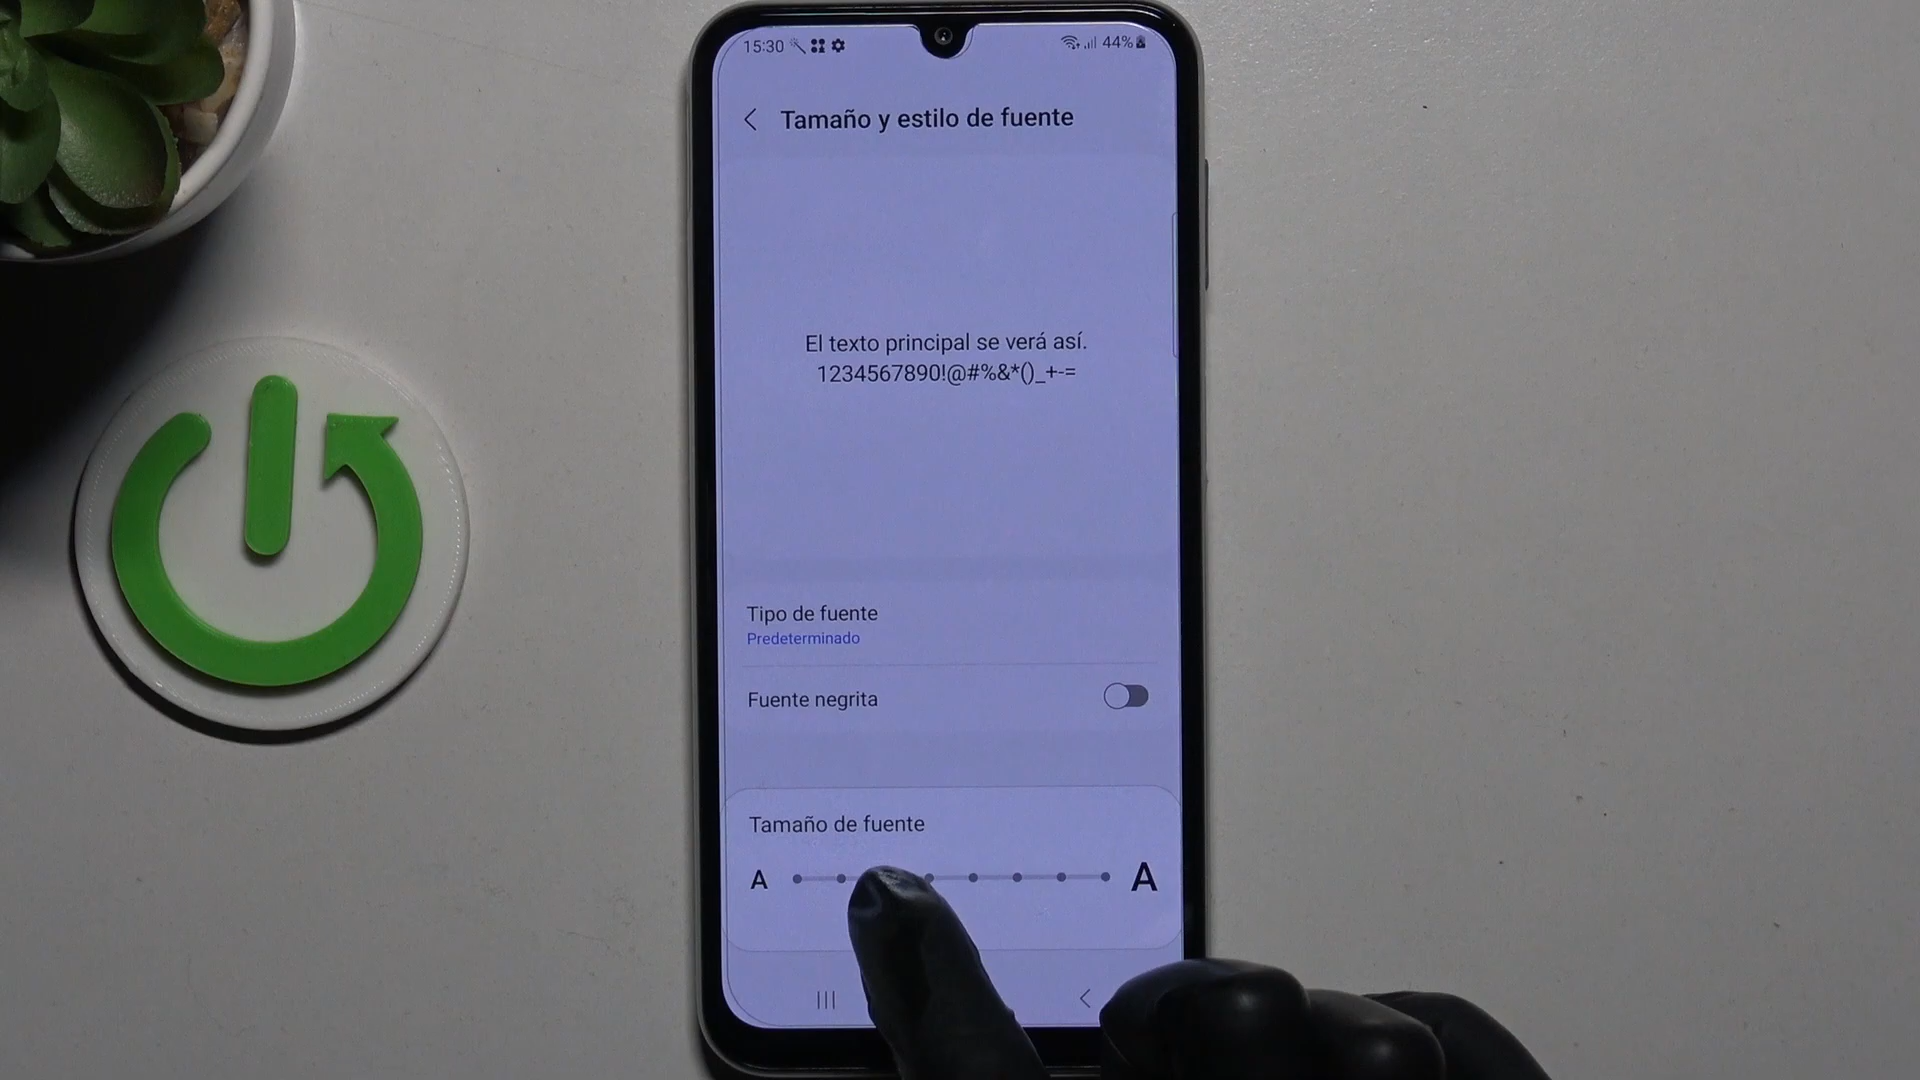 15:30 44%
Tamaño y estilo de fuente
El texto principal se verá así.
1234567890!@#%&*()_+-=
Tipo de fuente
Predeterminado
Fuente negrita
Tamaño de fuente
A A